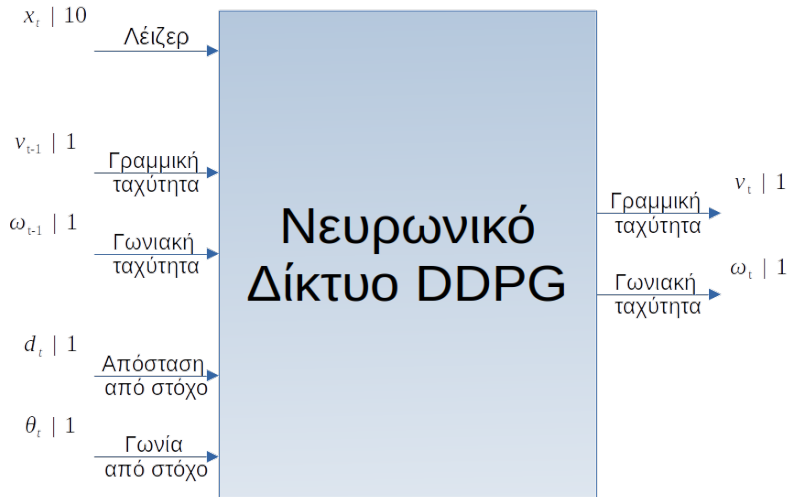 x_t | 10
Λέιζερ
v_t-1 | 1
Γραμμική
ταχύτητα
ω_t-1 | 1
Γωνιακή
ταχύτητα
d_t | 1
Απόσταση
από στόχο
θ_t | 1
Γωνία
από στόχο
Νευρωνικό
Δίκτυο DDPG
v_t | 1
Γραμμική
ταχύτητα
ω_t | 1
Γωνιακή
ταχύτητα